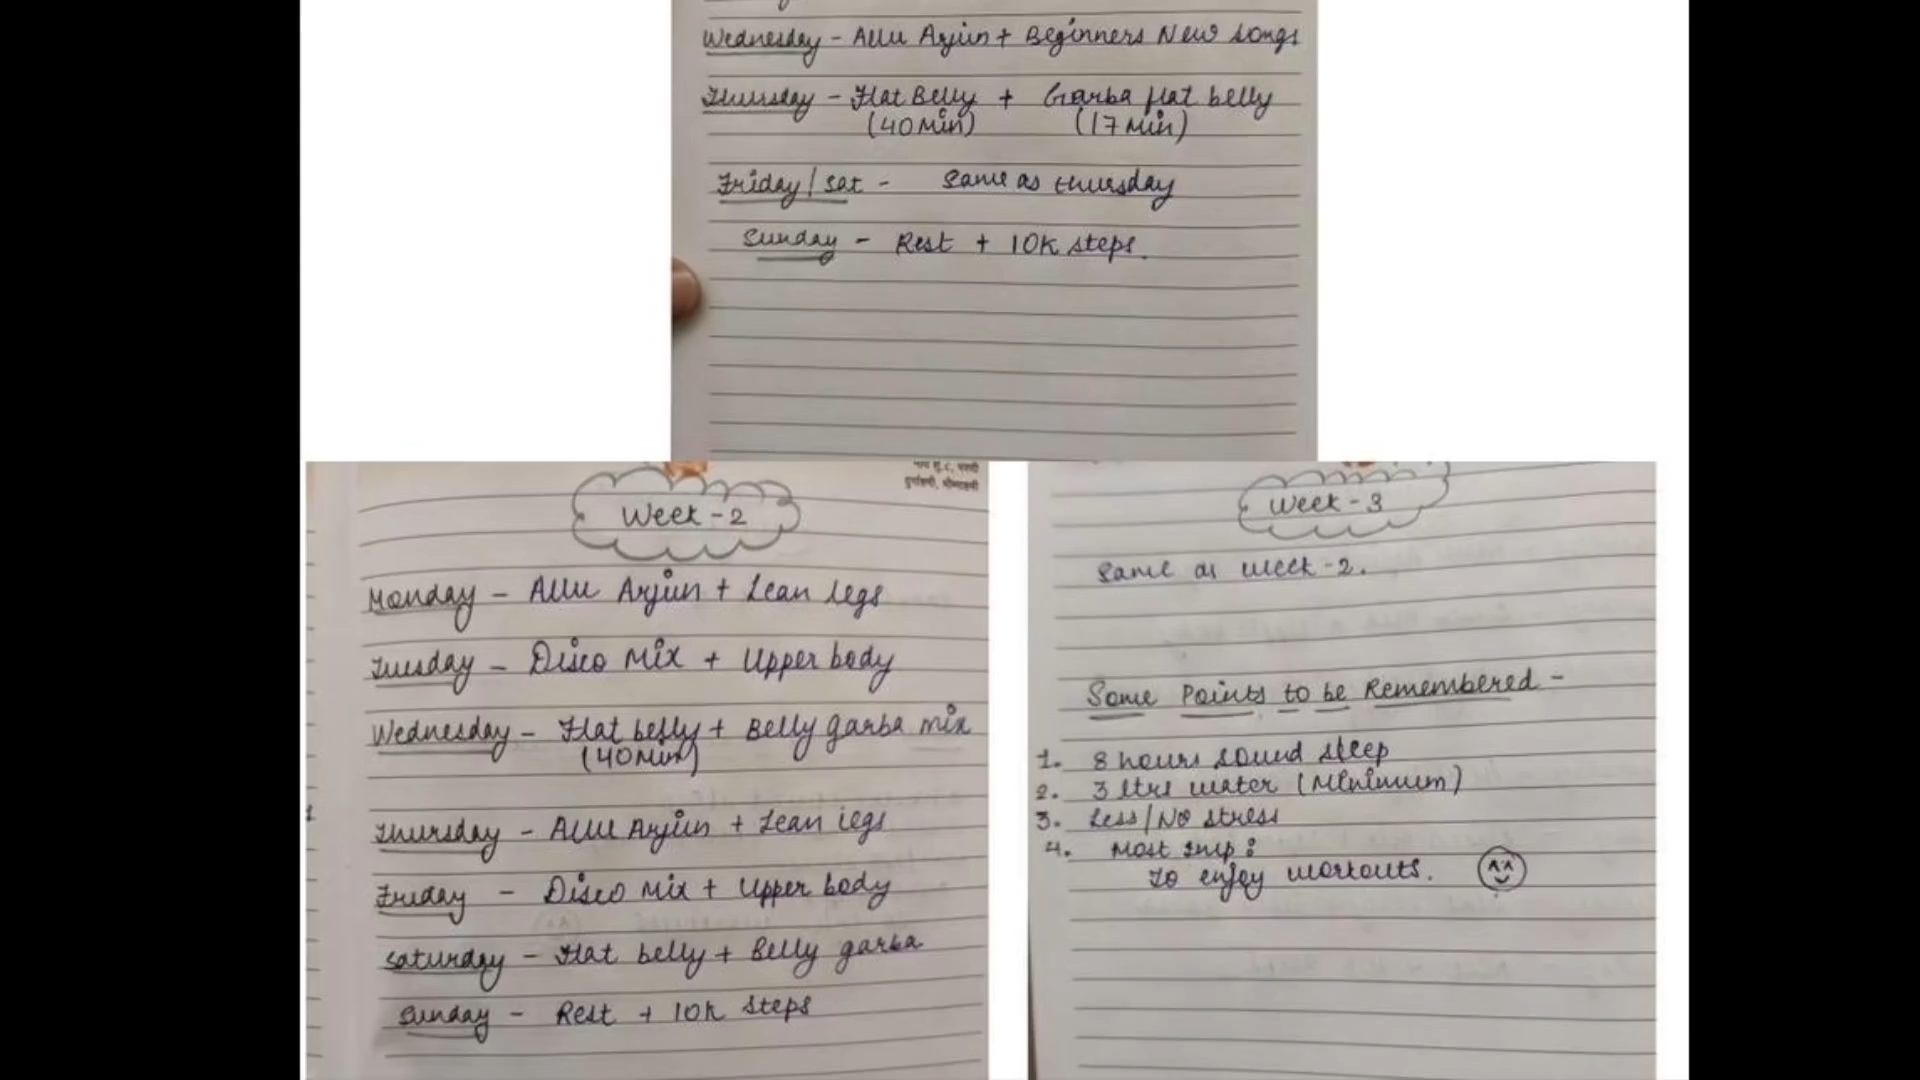 Wednesday - Allu Arjun + Beginners New songs
Thursday - Flat Belly + Garba flat belly
(40 Min) (17 Min)
Friday/Sat - Same as thursday
Sunday - Rest + 10K steps.
Week - 2
Monday - Allu Arjun + Lean legs
Tuesday - Disco Mix + Upper body
Wednesday - Flat belly + Belly garba mix
(40 Min)
Thursday - Allu Arjun + Lean legs
Friday - Disco Mix + Upper body
Saturday - Flat belly + Belly garba
Sunday - Rest + 10k steps
Week - 3
Same as week - 2.
Some Points to be Remembered -
1. 8 hours sound sleep
2. 3 ltrs water (Minimum)
3. Less/No stress
4. Most Imp:
To enjoy workouts.